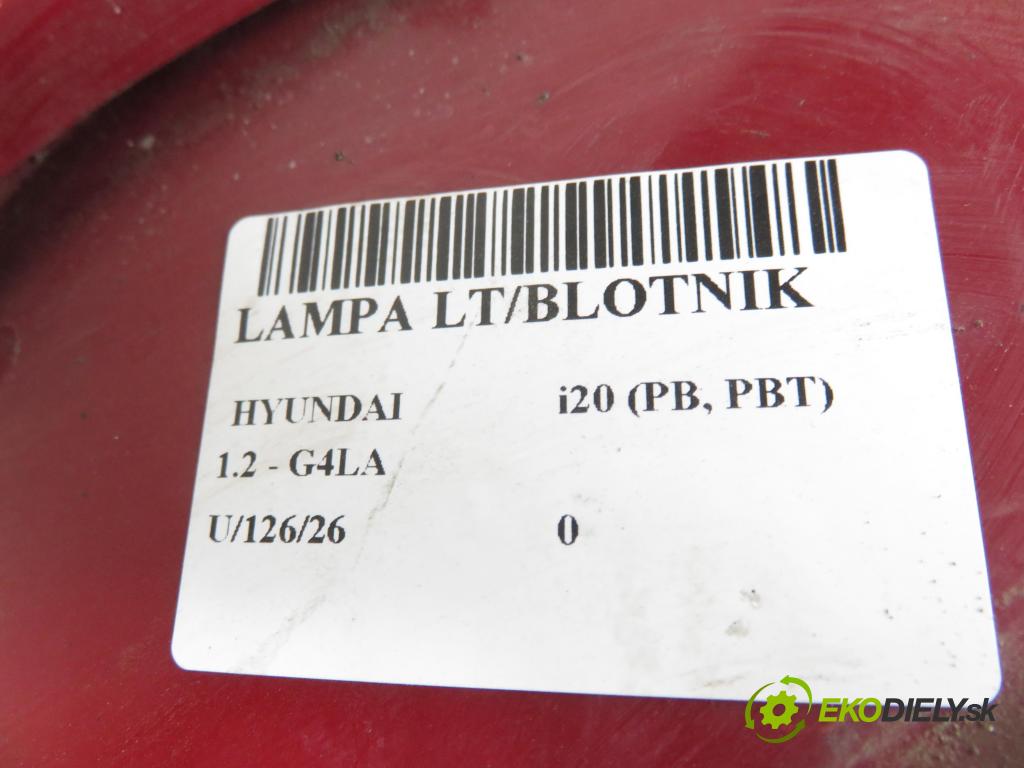 LAMPA LT/BLOTNIK
HYUNDAI i20 (PB, PBT)
1.2 - G4LA
U/126/26 0
EKODIELY.sk